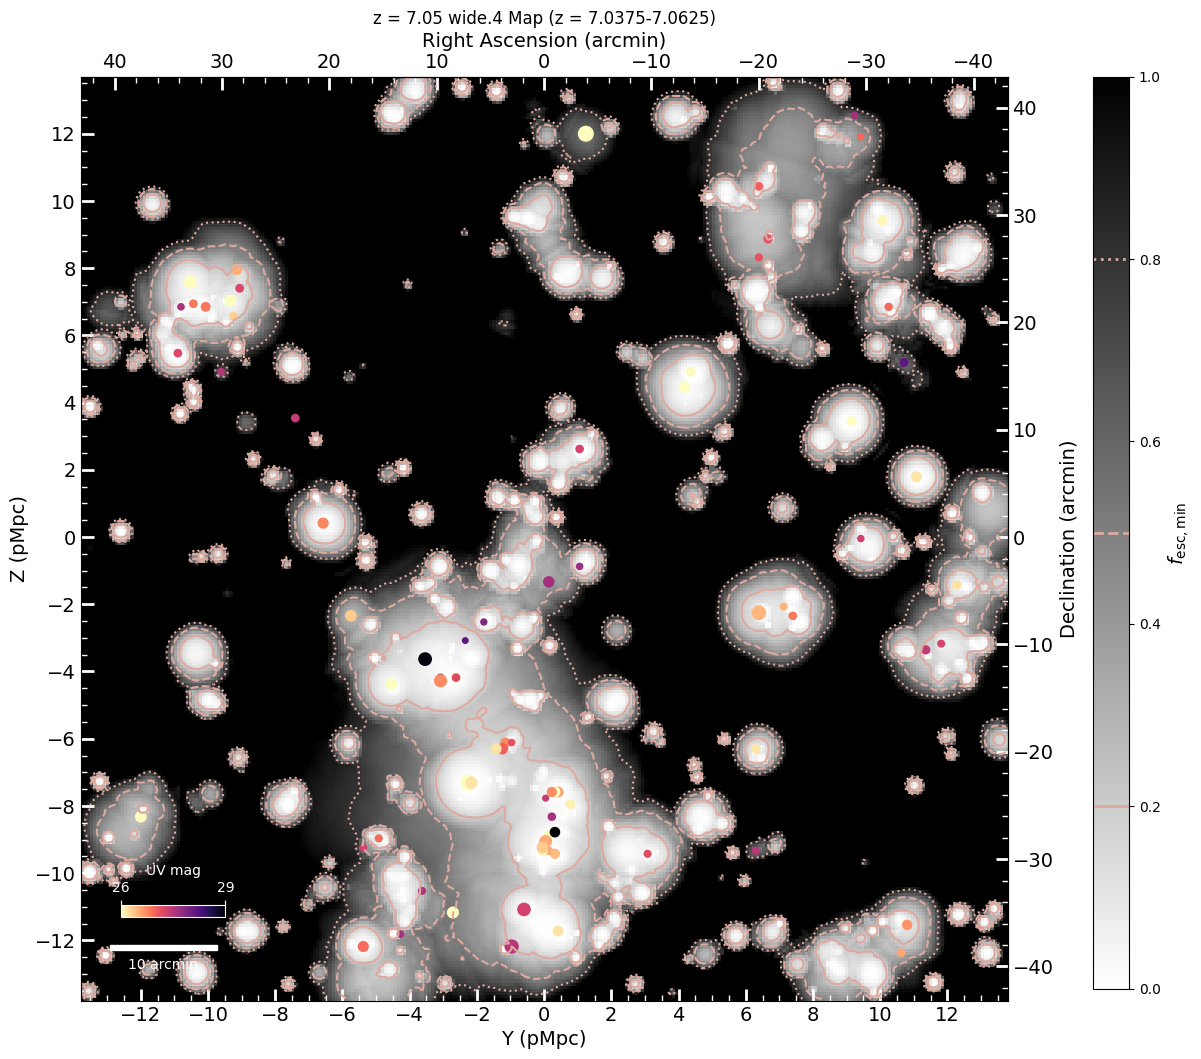 z = 7.05 wide.4 Map (z = 7.0375-7.0625)
Right Ascension (arcmin)
40 30 20 10 0 −10 −20 −30 −40
12 10 8 6 4 2 0 −2 −4 −6 −8 −10 −12
Z (pMpc)
40 30 20 10 0 −10 −20 −30 −40
Declination (arcmin)
1.0 0.8 0.6 0.4 0.2 0.0
f_esc,min
UV mag
26 29
10 arcmin
−12 −10 −8 −6 −4 −2 0 2 4 6 8 10 12
Y (pMpc)